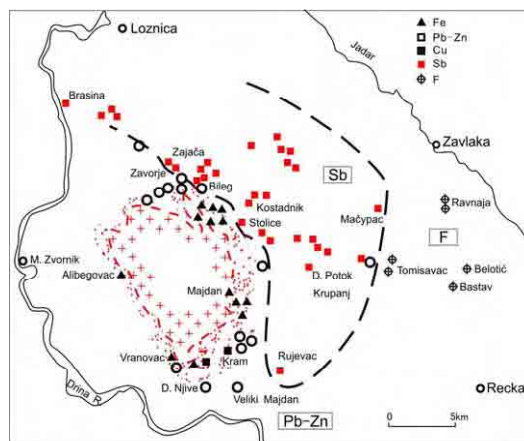 Loznica
Fe
Pb-Zn
Cu
Sb
F
Jadar
Brasina
Zajača
Zavlaka
Zavorje
Bileg
Sb
Kostadnik
Ravnaja
Stolice
Mačypac
F
M. Zvornik
Alibegovac
D. Potok
Tomisavac
Belotić
Krupanj
Bastav
Majdan
Vranovac
Kram
Rujevac
Drina R.
D. Njive
Veliki Majdan
Recka
Pb-Zn
0 5km